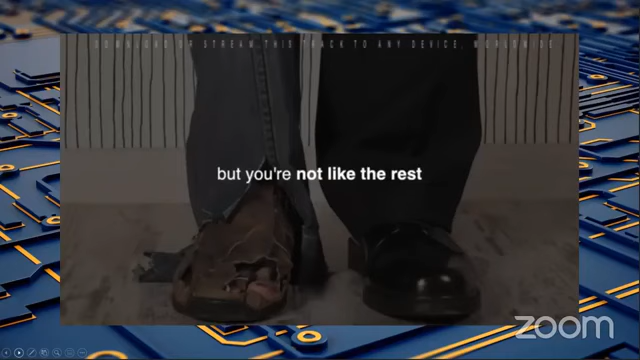 DOWNLOAD OR STREAM THIS TRACK TO ANY DEVICE, WORLDWIDE
but you're not like the rest
zoom